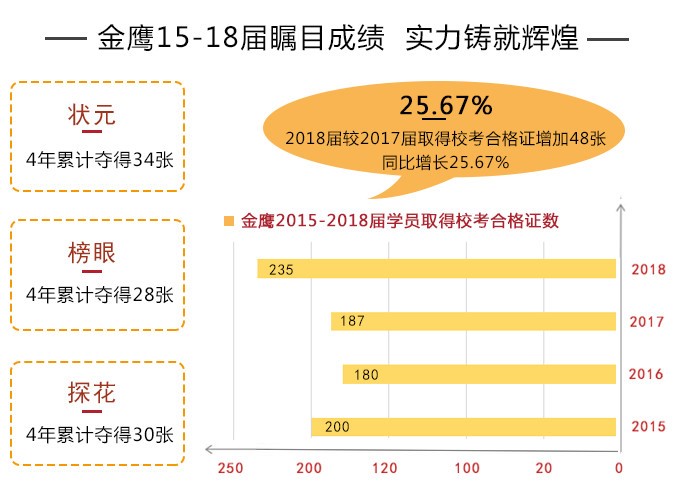 金鹰15-18届瞩目成绩 实力铸就辉煌
状元
4年累计夺得34张
榜眼
4年累计夺得28张
探花
4年累计夺得30张
25.67%
2018届较2017届取得校考合格证增加48张
同比增长25.67%
金鹰2015-2018届学员取得校考合格证数
235 2018
187 2017
180 2016
200 2015
250 200 120 100 20 0